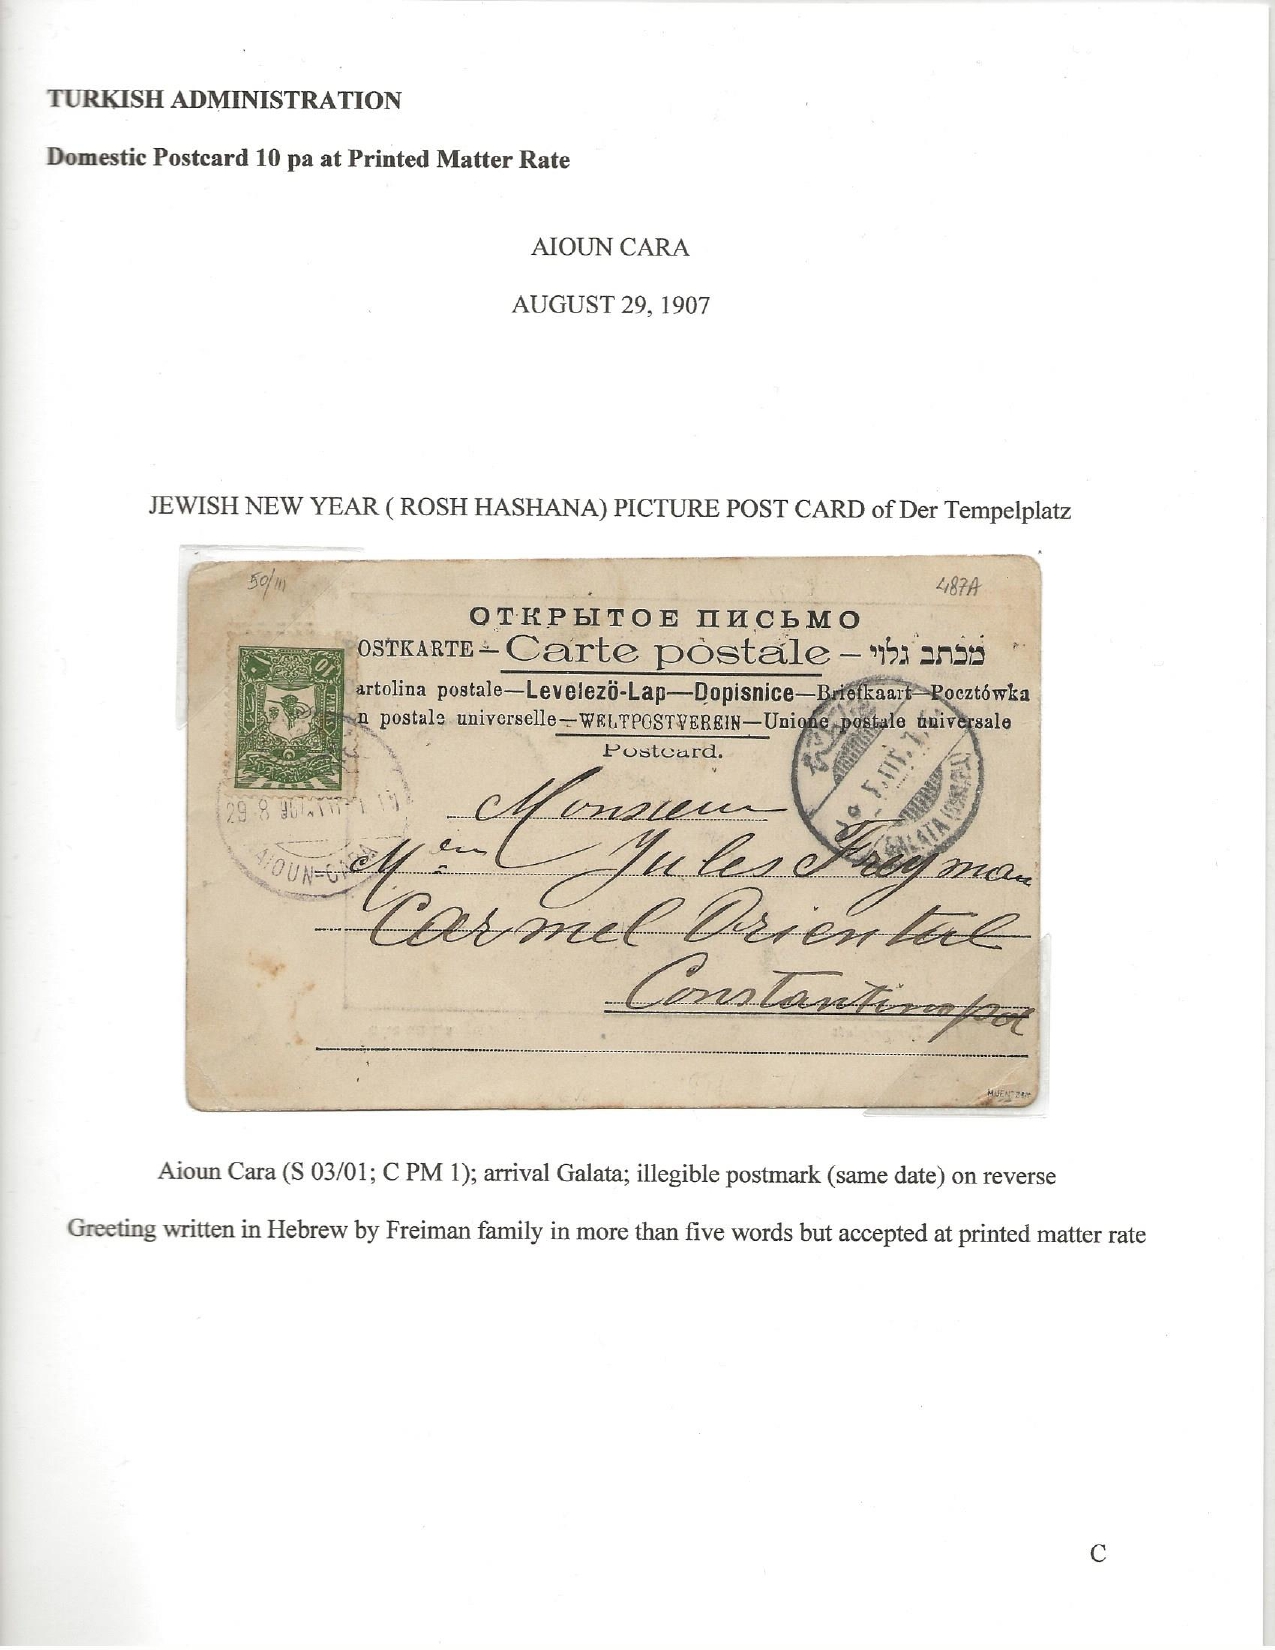 TURKISH ADMINISTRATION
Domestic Postcard 10 pa at Printed Matter Rate
AIOUN CARA
AUGUST 29, 1907
JEWISH NEW YEAR ( ROSH HASHANA) PICTURE POST CARD of Der Tempelplatz
50/III
487A
ОТКРЫТОЕ ПИСЬМО
OSTKARTE – Carte postale – מכתב גלוי
artolina postale—Levelezö-Lap—Dopisnice—Briefkaart—Pocztówka
n postale universelle—WELTPOSTVEREIN—Unione postale universale
Postcard.
10
PARAS
29 8
AIOUN-CARA
GALATA
Monsieur
Jules Freyman
Carmel Oriental
Constantinople
Aioun Cara (S 03/01; C PM 1); arrival Galata; illegible postmark (same date) on reverse
Greeting written in Hebrew by Freiman family in more than five words but accepted at printed matter rate
C